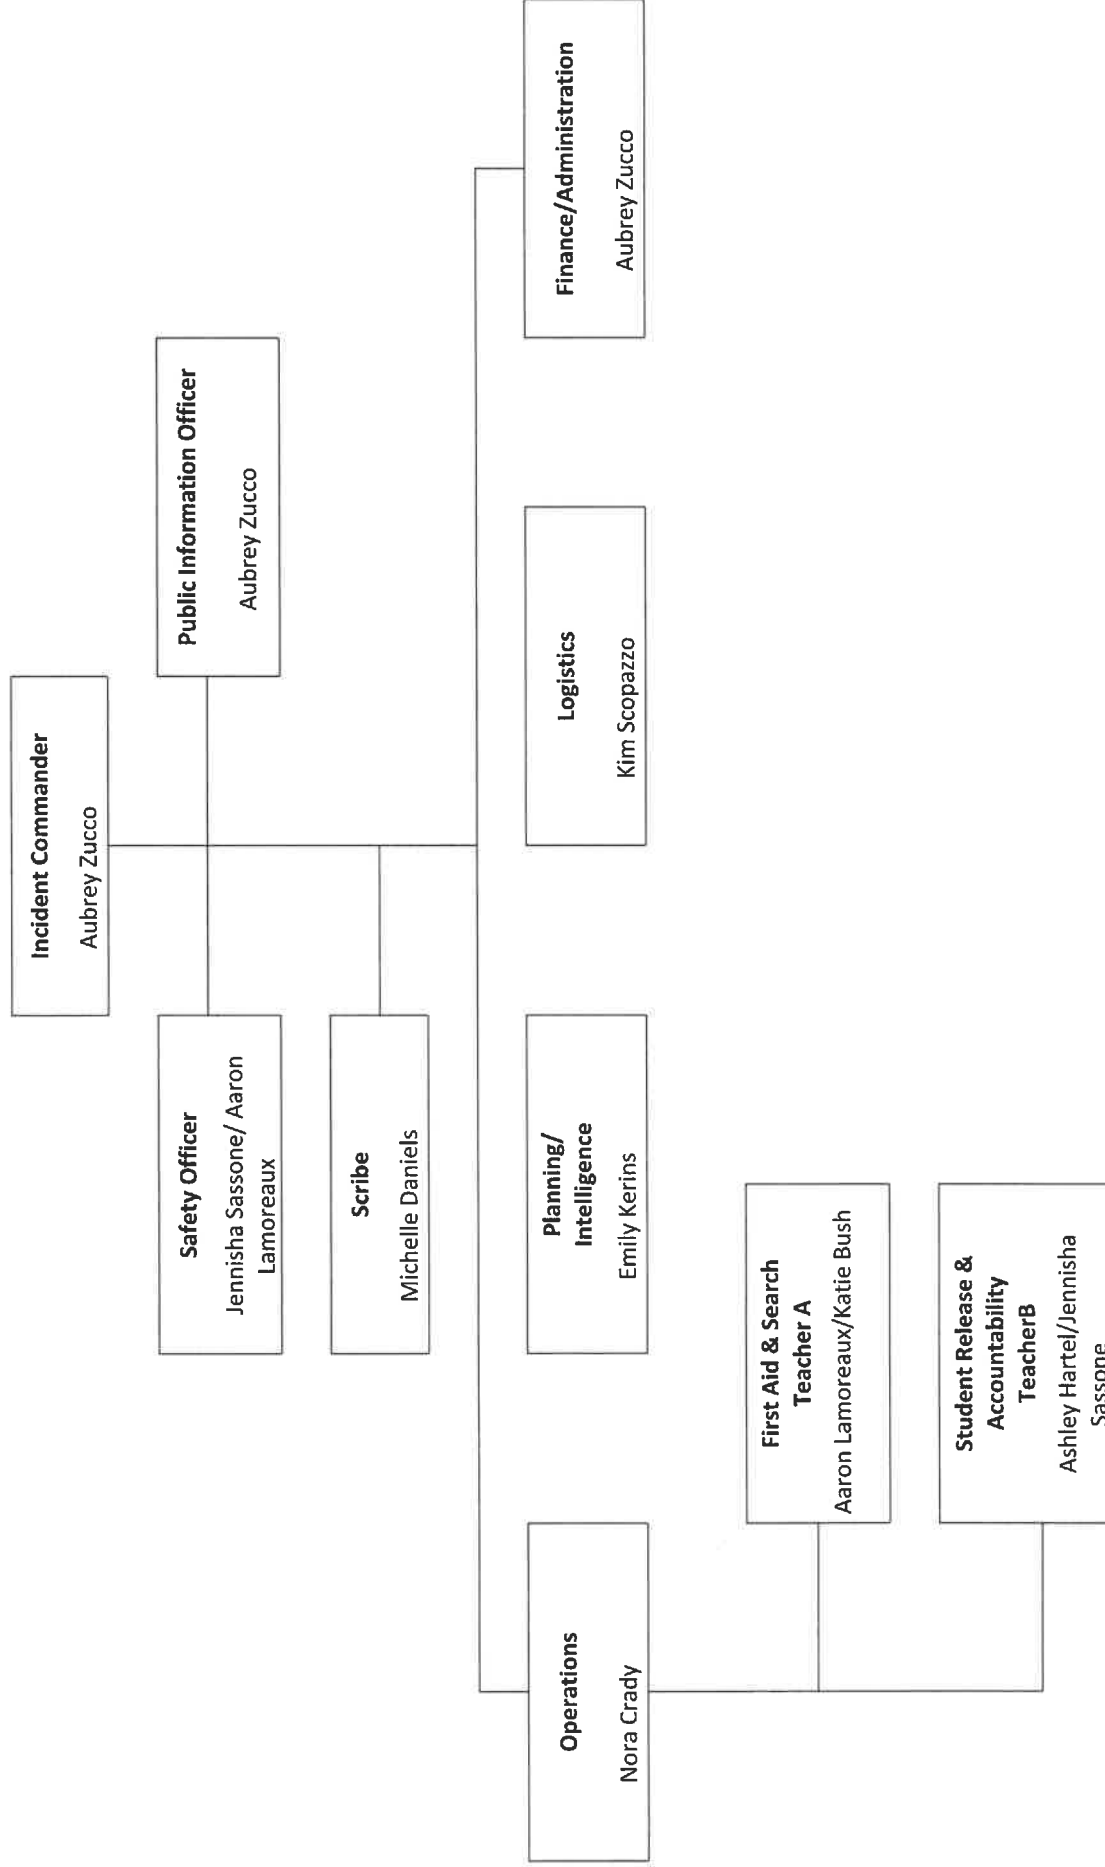 Incident Commander
Aubrey Zucco
Safety Officer
Jennisha Sassone/ Aaron
Lamoreaux
Public Information Officer
Aubrey Zucco
Scribe
Michelle Daniels
Operations
Nora Crady
Planning/
Intelligence
Emily Kerins
Logistics
Kim Scopazzo
Finance/Administration
Aubrey Zucco
First Aid & Search
Teacher A
Aaron Lamoreaux/Katie Bush
Student Release &
Accountability
TeacherB
Ashley Hartel/Jennisha
Sassone